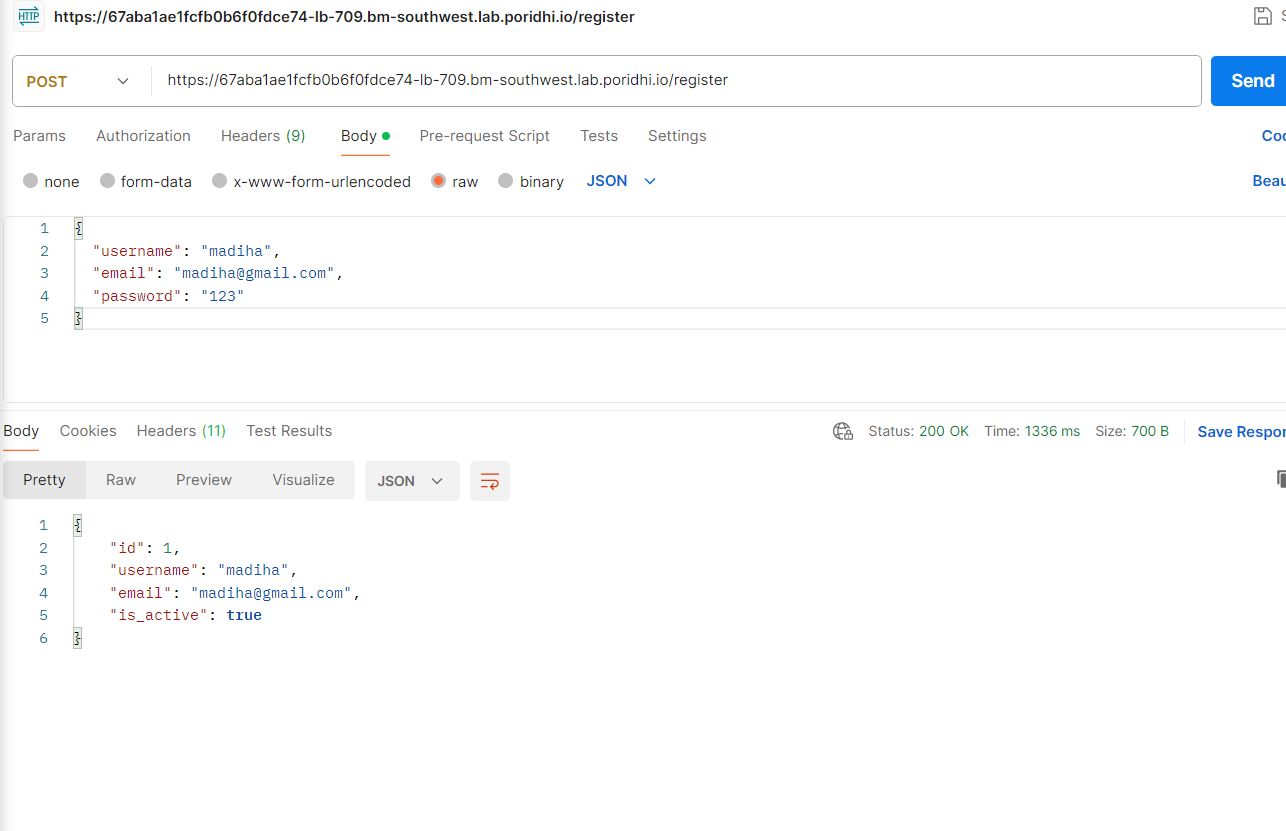 HTTP https://67aba1ae1fcfb0b6f0fdce74-lb-709.bm-southwest.lab.poridhi.io/register
POST https://67aba1ae1fcfb0b6f0fdce74-lb-709.bm-southwest.lab.poridhi.io/register Send
Params Authorization Headers (9) Body Pre-request Script Tests Settings
none form-data x-www-form-urlencoded raw binary JSON
1 {
2 "username": "madiha",
3 "email": "madiha@gmail.com",
4 "password": "123"
5 }
Body Cookies Headers (11) Test Results Status: 200 OK Time: 1336 ms Size: 700 B Save Respon
Pretty Raw Preview Visualize JSON
1 {
2 "id": 1,
3 "username": "madiha",
4 "email": "madiha@gmail.com",
5 "is_active": true
6 }